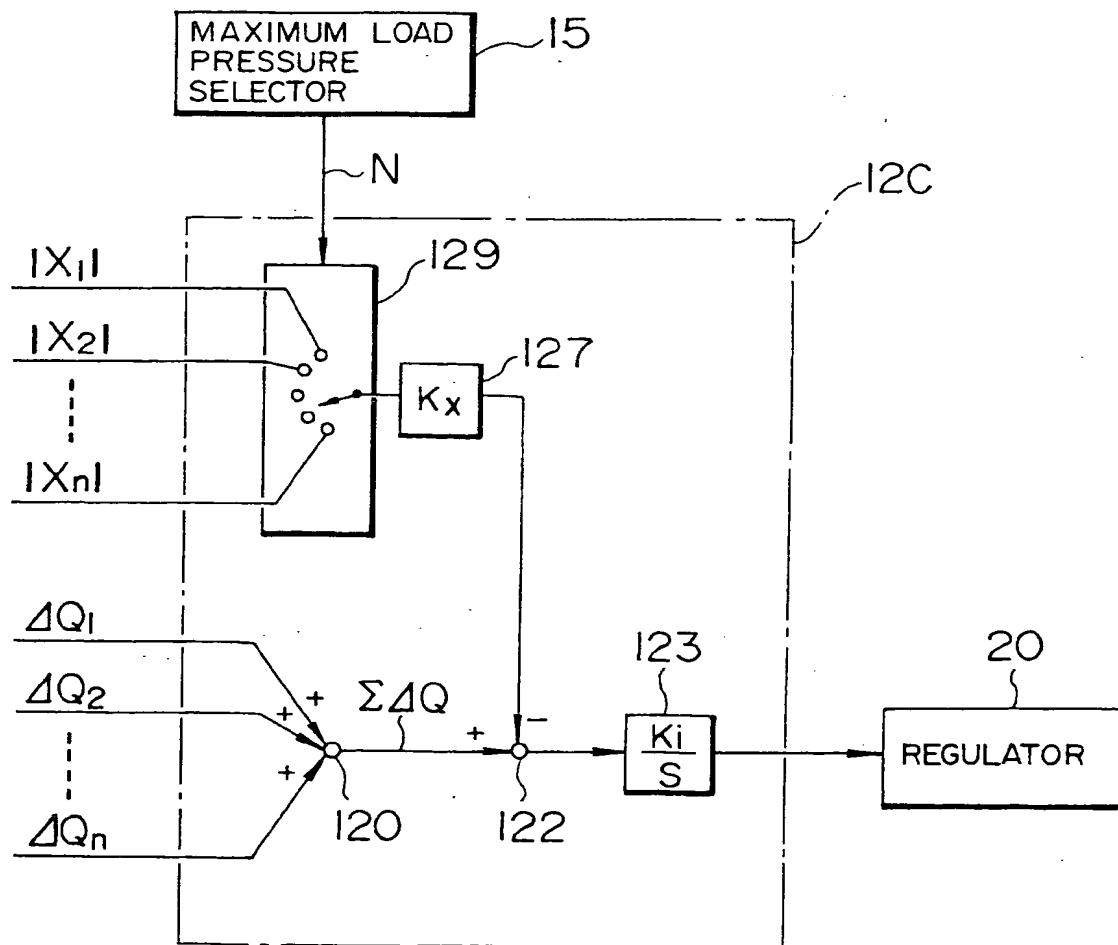 MAXIMUM LOAD
PRESSURE
SELECTOR
15
N
12C
|X1|
129
|X2|
127
Kx
|Xn|
ΔQ1
123
20
ΔQ2
+
+
ΣΔQ
+
-
Ki
S
REGULATOR
+
120
122
ΔQn